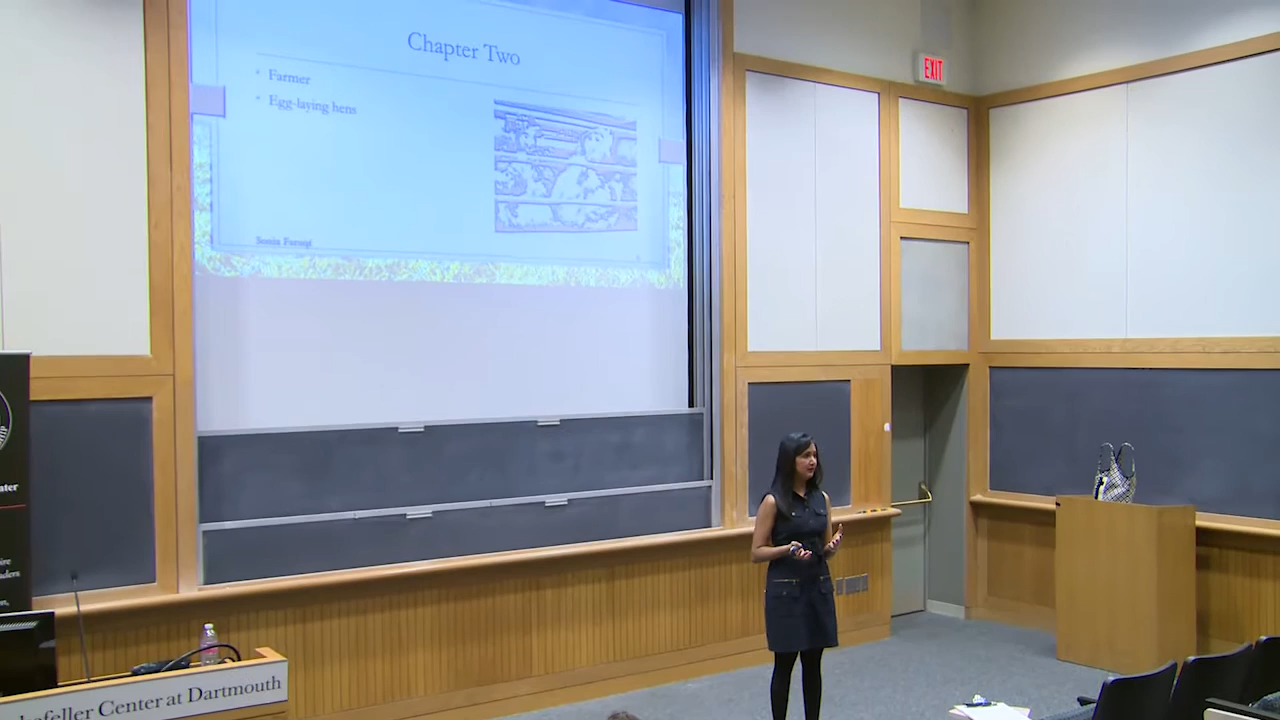 Chapter Two
• Farmer
• Egg-laying hens
Sonia Faruqi
EXIT
Center at Dartmouth